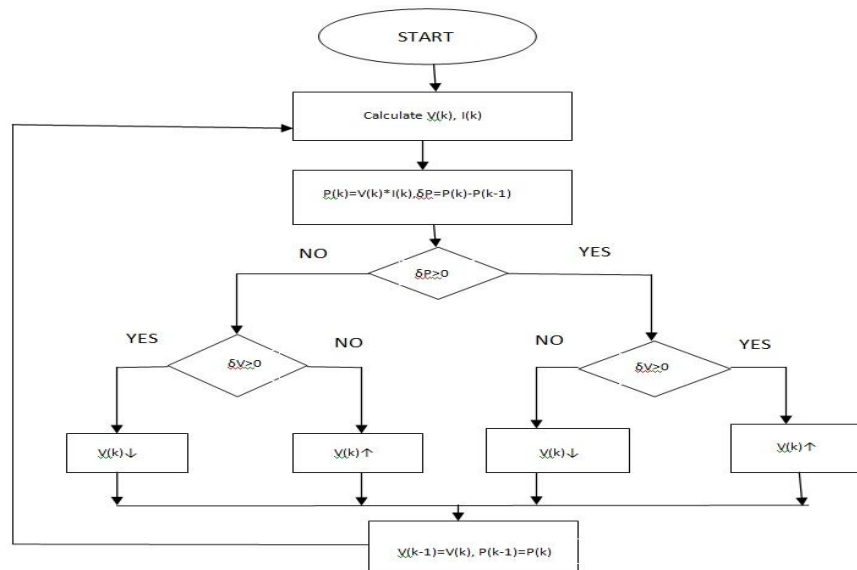 START
Calculate V(k), I(k)
P(k)=V(k)*I(k),δP=P(k)-P(k-1)
NO
YES
δP>0
YES
NO
NO
YES
δV>0
δV>0
V(k)↓
V(k)↑
V(k)↓
V(k)↑
V(k-1)=V(k), P(k-1)=P(k)